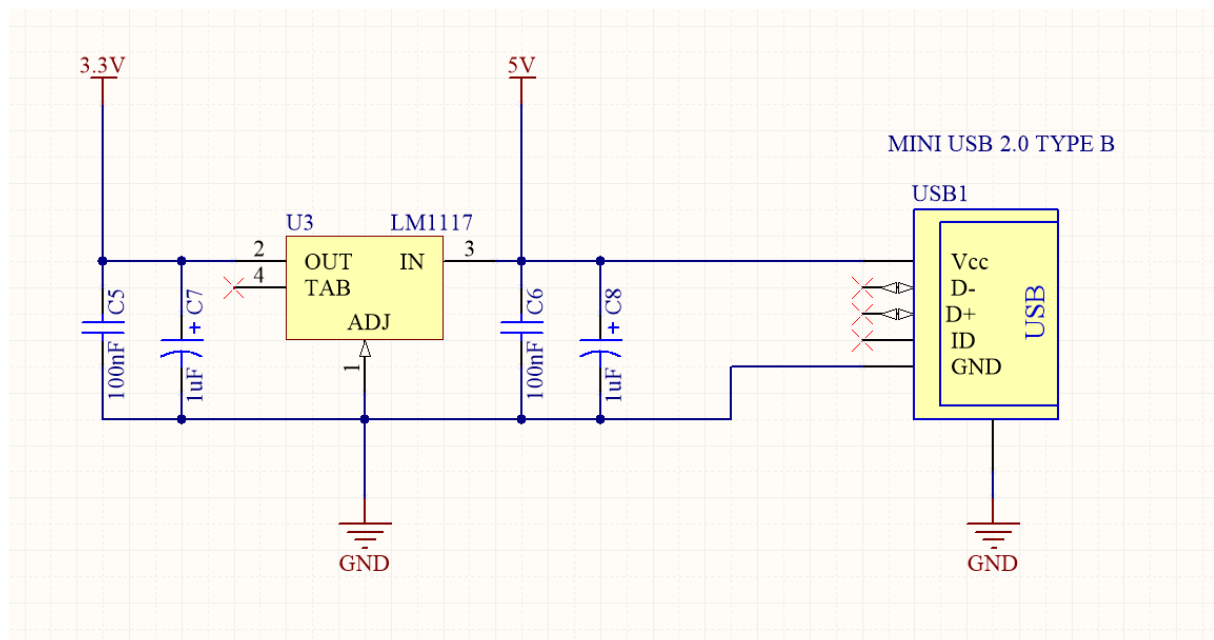 3.3V
5V
MINI USB 2.0 TYPE B
USB1
U3
LM1117
2
OUT
IN
3
4
TAB
ADJ
1
C5
100nF
+
C7
1uF
C6
100nF
+
C8
1uF
Vcc
D-
D+
ID
GND
USB
GND
GND